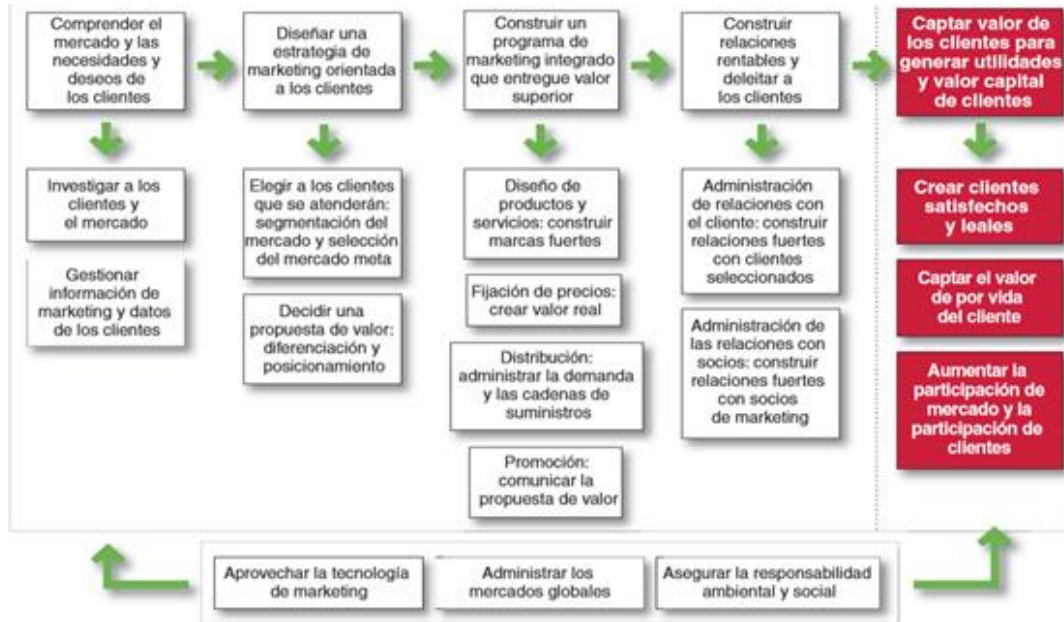 Comprender el
mercado y las
necesidades y
deseos de
los clientes
Diseñar una
estrategia de
marketing orientada
a los clientes
Construir un
programa de
marketing integrado
que entregue valor
superior
Construir
relaciones
rentables y
deleitar a
los clientes
Captar valor de
los clientes para
generar utilidades
y valor capital
de clientes
Investigar a los
clientes y
el mercado
Gestionar
información de
marketing y datos
de los clientes
Elegir a los clientes
que se atenderán:
segmentación del
mercado y selección
del mercado meta
Decidir una
propuesta de valor:
diferenciación y
posicionamiento
Diseño de
productos y
servicios: construir
marcas fuertes
Fijación de precios:
crear valor real
Distribución:
administrar la demanda
y las cadenas de
suministros
Promoción:
comunicar la
propuesta de valor
Administración
de relaciones con
el cliente: construir
relaciones fuertes
con clientes
seleccionados
Administración de
las relaciones con
socios: construir
relaciones fuertes
con socios
de marketing
Crear clientes
satisfechos
y leales
Captar el valor
de por vida
del cliente
Aumentar la
participación de
mercado y la
participación de
clientes
Aprovechar la tecnología
de marketing
Administrar los
mercados globales
Asegurar la responsabilidad
ambiental y social